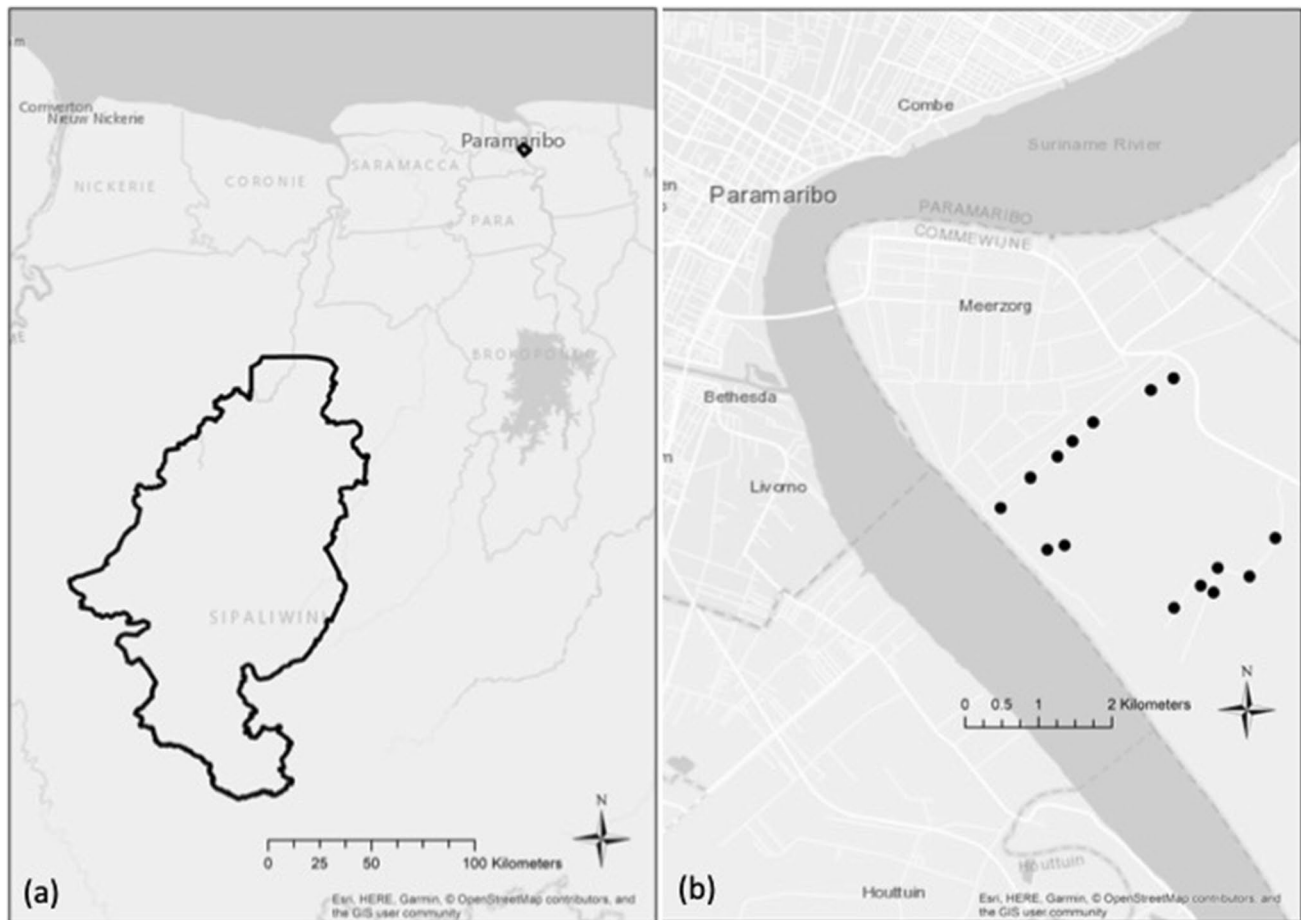 m
Corriverton
Nieuw Nickerie
Paramaribo
SARAMACCA
NICKERIE
CORONIE
M
PARA
BROKOPONDO
SIPALIWINI
N
0 25 50 100 Kilometers
(a)
Esri, HERE, Garmin, © OpenStreetMap contributors, and
the GIS user community
Combe
Suriname Rivier
en
Paramaribo
PARAMARIBO
COMMEWIJNE
Meerzorg
Bethesda
m
Livorno
N
0 0.5 1 2 Kilometers
Houttuin
Houttuin
(b)
Esri, HERE, Garmin, © OpenStreetMap contributors, and
the GIS user community